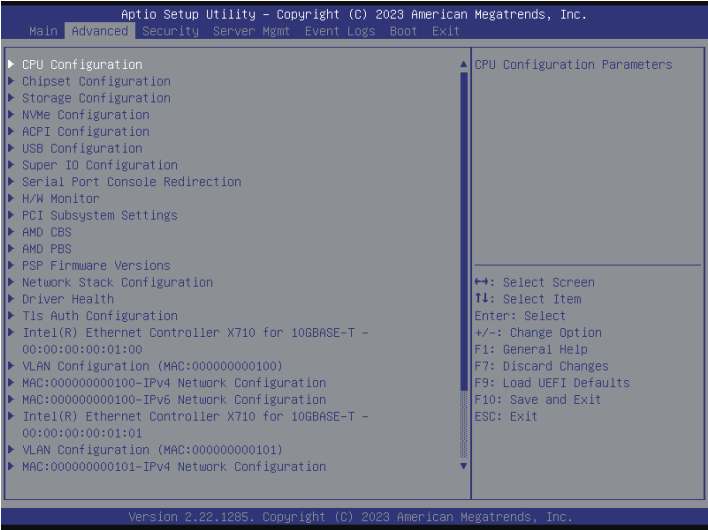 Aptio Setup Utility – Copyright (C) 2023 American Megatrends, Inc.
Main Advanced Security Server Mgmt Event Logs Boot Exit
CPU Configuration
Chipset Configuration
Storage Configuration
NVMe Configuration
ACPI Configuration
USB Configuration
Super IO Configuration
Serial Port Console Redirection
H/W Monitor
PCI Subsystem Settings
AMD CBS
AMD PBS
PSP Firmware Versions
Network Stack Configuration
Driver Health
Tls Auth Configuration
Intel(R) Ethernet Controller X710 for 10GBASE-T –
00:00:00:00:01:00
VLAN Configuration (MAC:000000000100)
MAC:000000000100-IPv4 Network Configuration
MAC:000000000100-IPv6 Network Configuration
Intel(R) Ethernet Controller X710 for 10GBASE-T –
00:00:00:00:01:01
VLAN Configuration (MAC:000000000101)
MAC:000000000101-IPv4 Network Configuration
CPU Configuration Parameters
↔: Select Screen
↑↓: Select Item
Enter: Select
+/-: Change Option
F1: General Help
F7: Discard Changes
F9: Load UEFI Defaults
F10: Save and Exit
ESC: Exit
Version 2.22.1285. Copyright (C) 2023 American Megatrends, Inc.